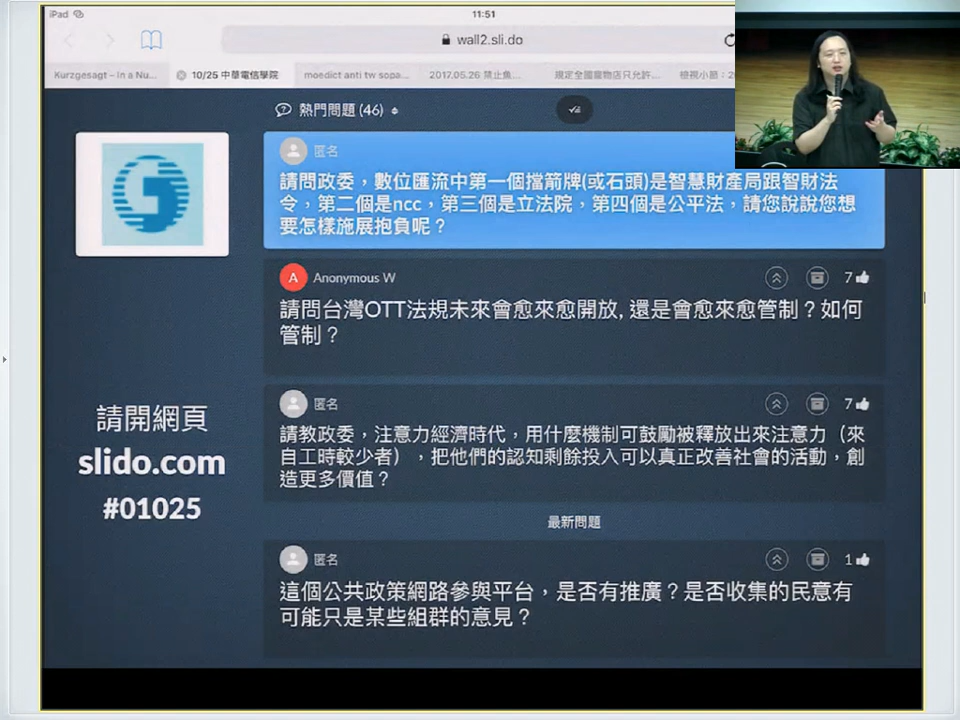 iPad
11:51
wall2.sli.do
Kurzgesagt – In a Nu...
10/25 中華電信學院
moedict anti tw sopa...
2017.05.26 禁止魚...
規定全國寵物店只允許...
檢視小節：2
熱門問題 (46)
匿名
請問政委，數位匯流中第一個擋箭牌(或石頭)是智慧財產局跟智財法
令，第二個是ncc，第三個是立法院，第四個是公平法，請您說說您想
要怎樣施展抱負呢？
A Anonymous W
7
請問台灣OTT法規未來會愈來愈開放, 還是會愈來愈管制？如何
管制？
匿名
7
請教政委，注意力經濟時代，用什麼機制可鼓勵被釋放出來注意力（來
自工時較少者），把他們的認知剩餘投入可以真正改善社會的活動，創
造更多價值？
請開網頁
slido.com
#01025
最新問題
匿名
1
這個公共政策網路參與平台，是否有推廣？是否收集的民意有
可能只是某些組群的意見？